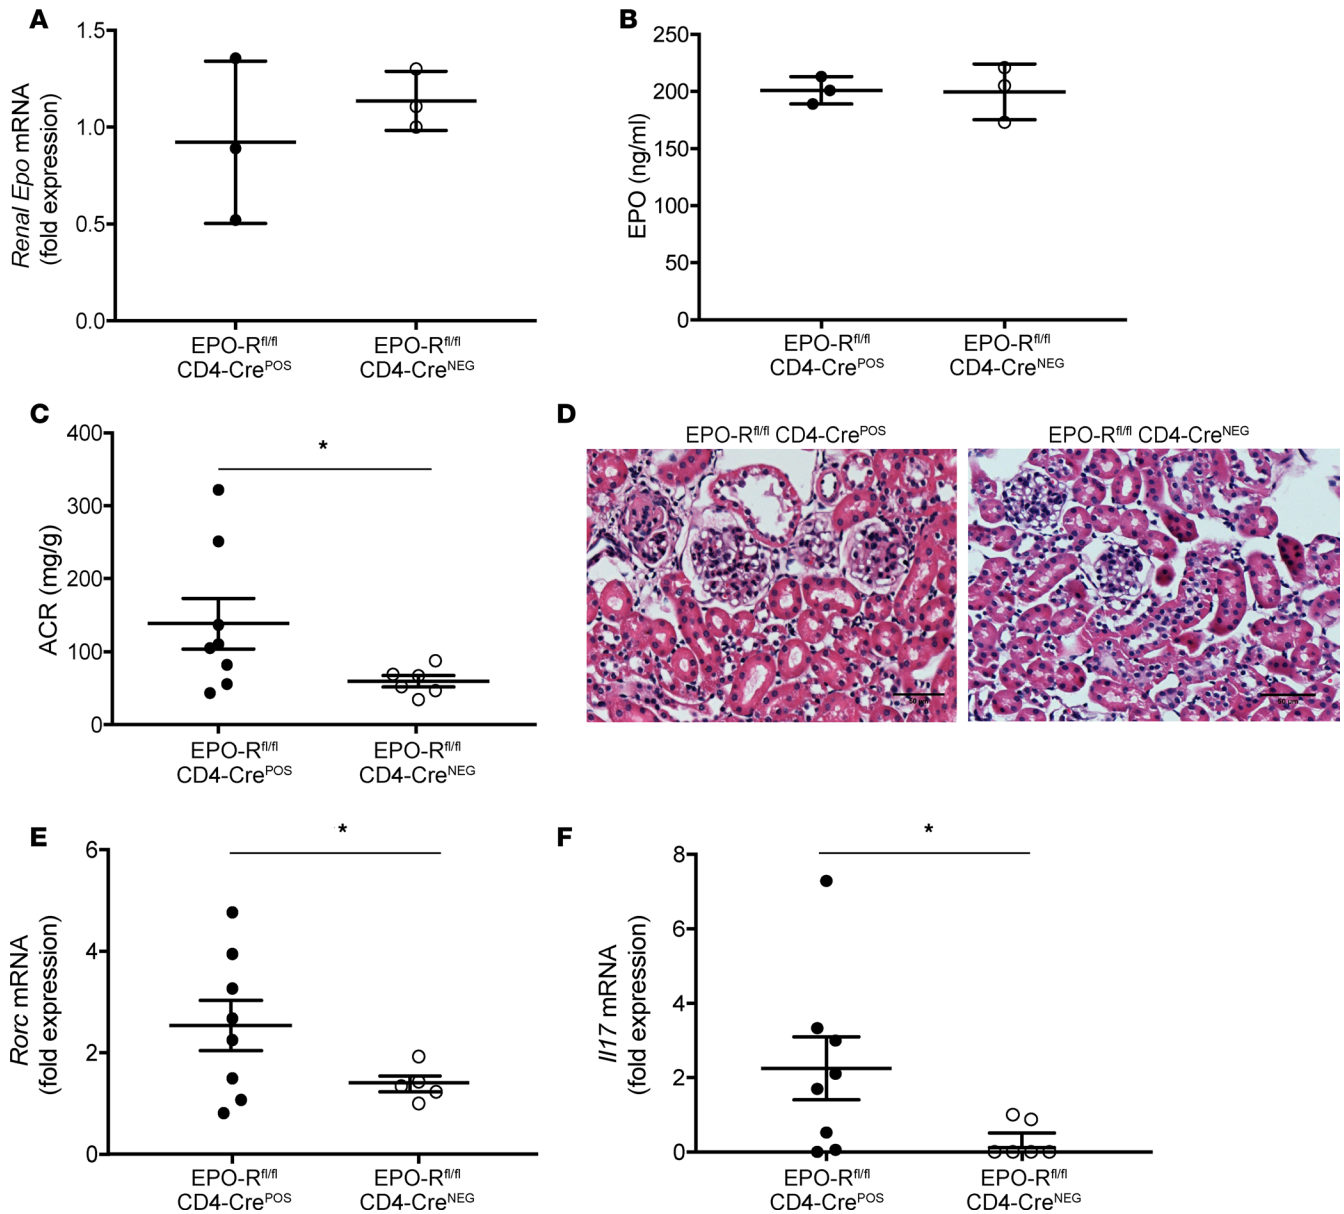 A
Renal Epo mRNA
(fold expression)
1.5
1.0
0.5
0.0
EPO-Rfl/fl
CD4-CrePOS
EPO-Rfl/fl
CD4-CreNEG
B
EPO (ng/ml)
250
200
150
100
50
0
EPO-Rfl/fl
CD4-CrePOS
EPO-Rfl/fl
CD4-CreNEG
C
ACR (mg/g)
400
300
200
100
0
*
EPO-Rfl/fl
CD4-CrePOS
EPO-Rfl/fl
CD4-CreNEG
D
EPO-Rfl/fl CD4-CrePOS
EPO-Rfl/fl CD4-CreNEG
50 µm
50 µm
E
Rorc mRNA
(fold expression)
6
4
2
0
*
EPO-Rfl/fl
CD4-CrePOS
EPO-Rfl/fl
CD4-CreNEG
F
Il17 mRNA
(fold expression)
8
6
4
2
0
*
EPO-Rfl/fl
CD4-CrePOS
EPO-Rfl/fl
CD4-CreNEG